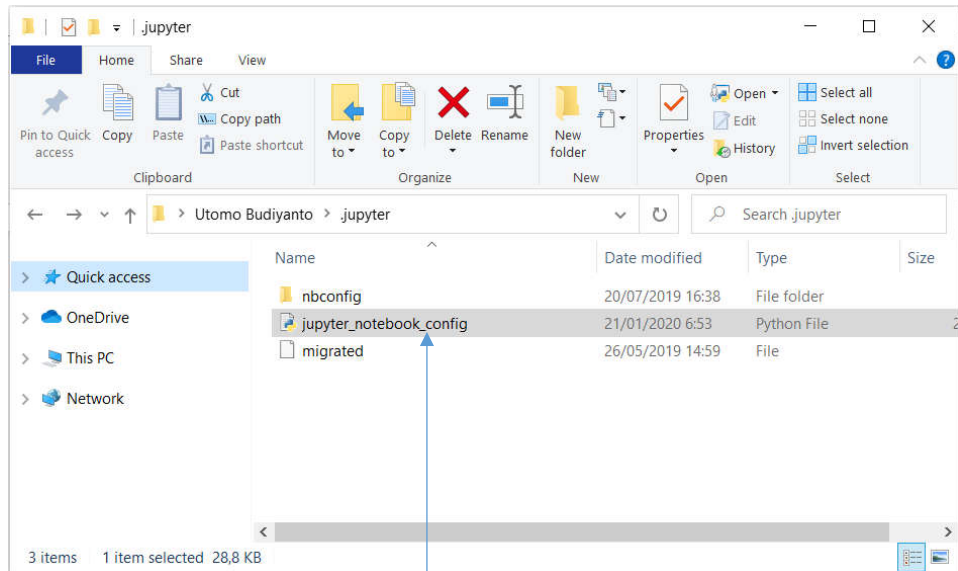 .jupyter
File Home Share View
Pin to Quick access
Copy
Paste
Cut
Copy path
Paste shortcut
Clipboard
Move to
Copy to
Delete
Rename
Organize
New folder
New
Properties
Open
Edit
History
Open
Select all
Select none
Invert selection
Select
Utomo Budiyanto > .jupyter
Search .jupyter
Quick access
OneDrive
This PC
Network
Name Date modified Type Size
nbconfig 20/07/2019 16:38 File folder
jupyter_notebook_config 21/01/2020 6:53 Python File 2
migrated 26/05/2019 14:59 File
3 items 1 item selected 28,8 KB